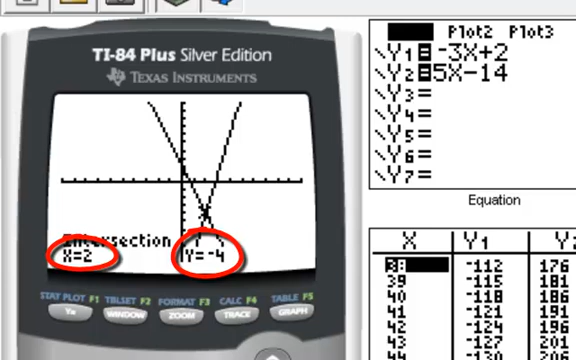 TI-84 Plus Silver Edition
TEXAS INSTRUMENTS
Intersection
X=2 Y=-4
STAT PLOT F1 TBLSET F2 FORMAT F3 CALC F4 TABLE F5
Y= WINDOW ZOOM TRACE GRAPH
Plot2 Plot3
\Y1=-3X+2
\Y2=5X-14
\Y3=
\Y4=
\Y5=
\Y6=
\Y7=
Equation
X Y1 Y2
-112 176
39 -115 181
40 -118 186
41 -121 191
42 -124 196
43 -127 201